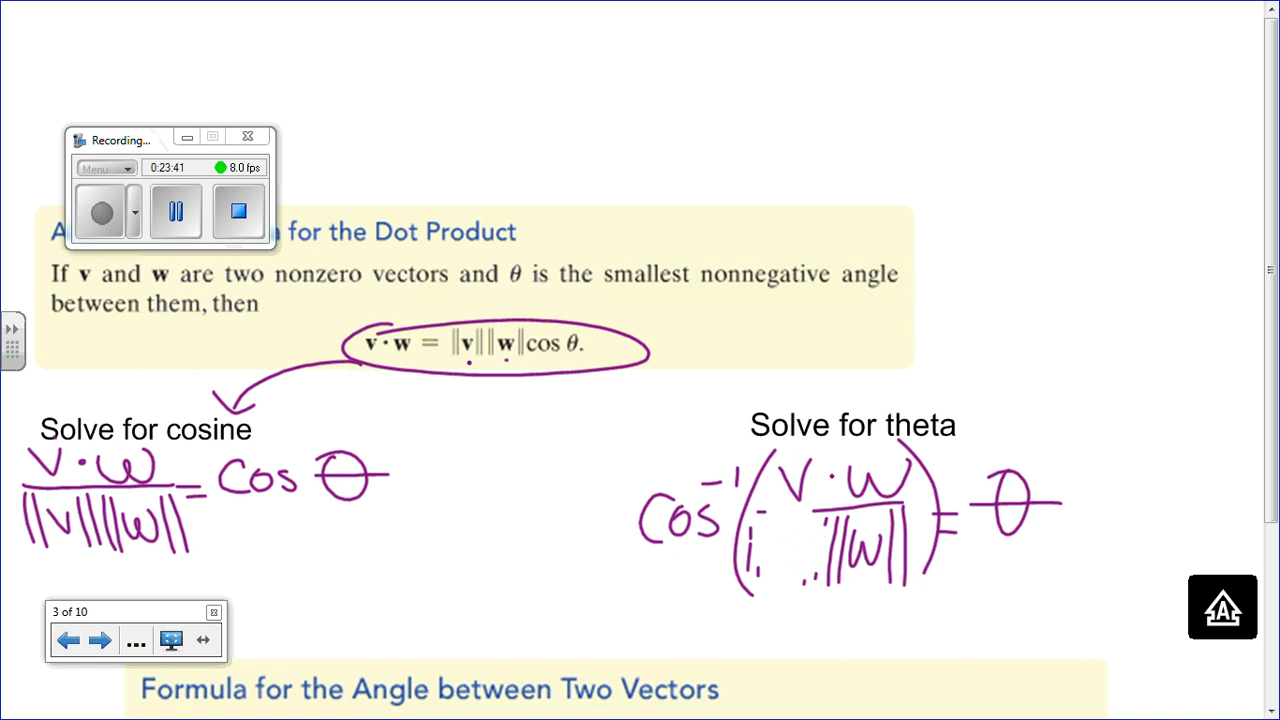 Recording...
Menu
0:23:41
8.0 fps
for the Dot Product
If v and w are two nonzero vectors and θ is the smallest nonnegative angle
between them, then
v · w = ||v|| ||w|| cos θ.
Solve for cosine
v · w / ||v|| ||w|| = cos θ
Solve for theta
cos⁻¹( v · w / ||w|| ) = θ
3 of 10
...
A
Formula for the Angle between Two Vectors